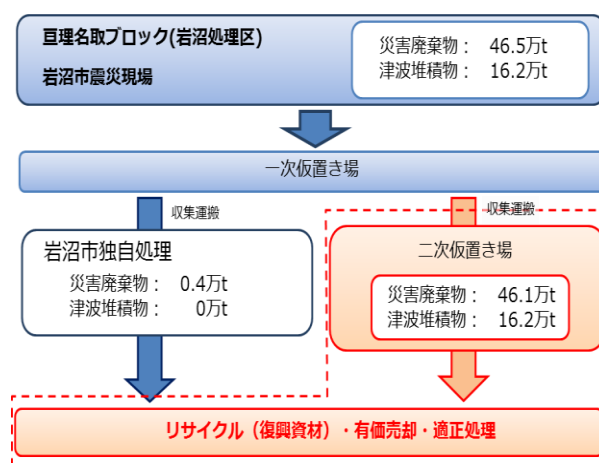 亘理名取ブロック(岩沼処理区)
岩沼市震災現場
災害廃棄物： 46.5万t
津波堆積物： 16.2万t
一次仮置き場
収集運搬
収集運搬
岩沼市独自処理
災害廃棄物： 0.4万t
津波堆積物： 0万t
二次仮置き場
災害廃棄物： 46.1万t
津波堆積物： 16.2万t
リサイクル（復興資材）・有価売却・適正処理